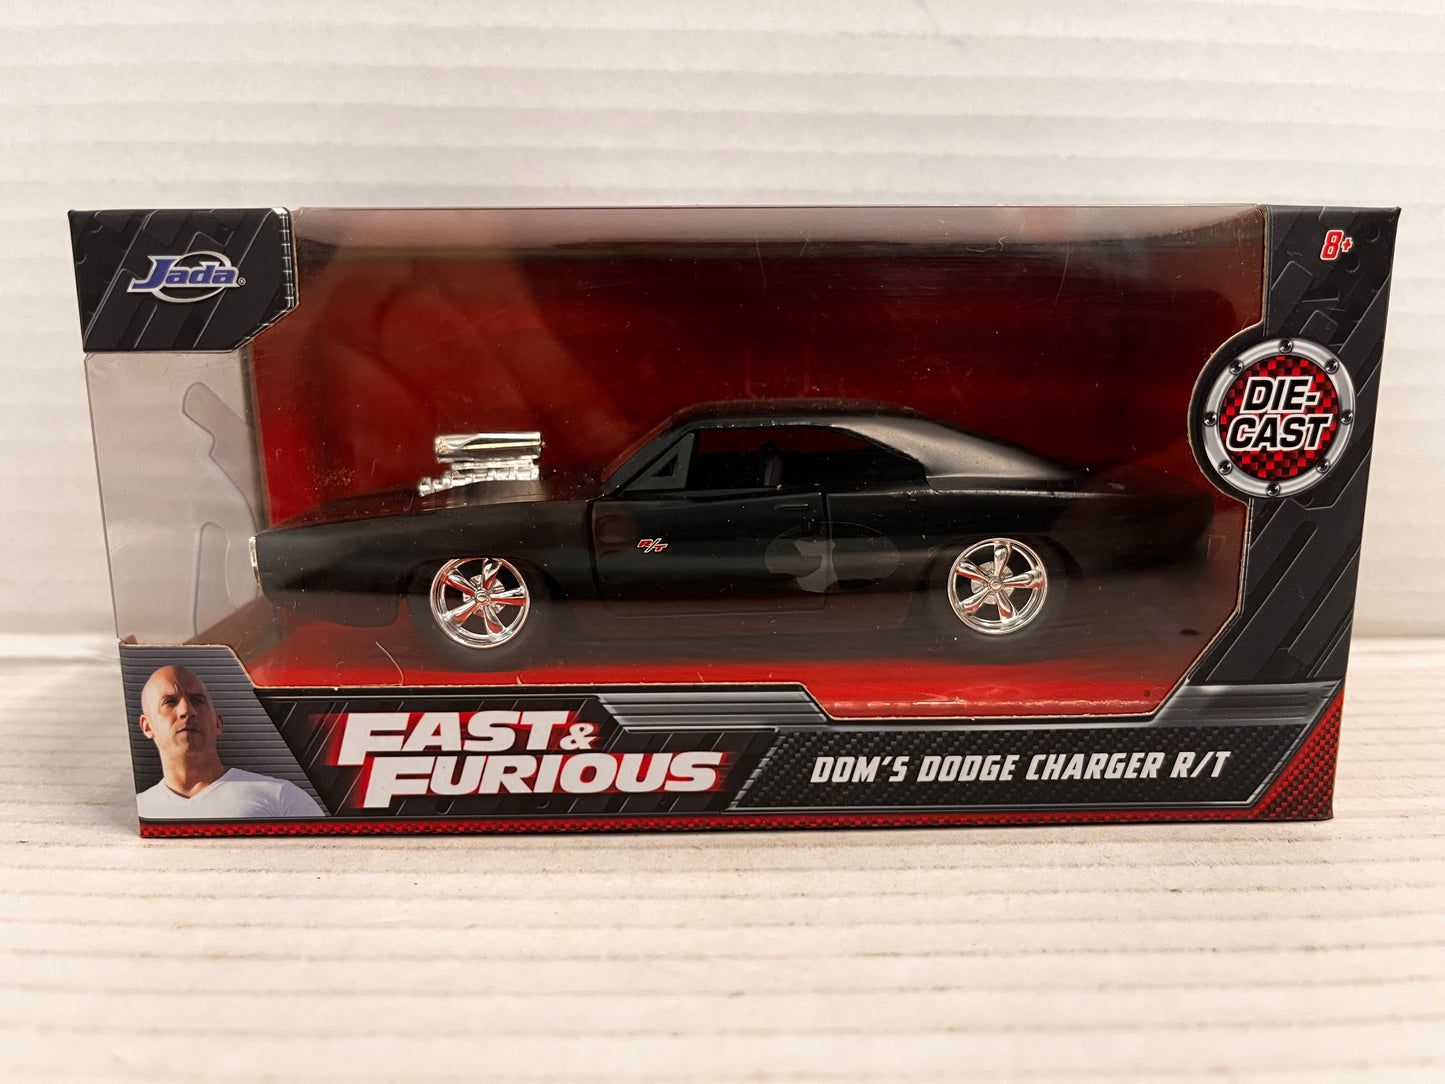 Jada®
8+
DIE-
CAST
R/T
FAST &
FURIOUS
DOM'S DODGE CHARGER R/T